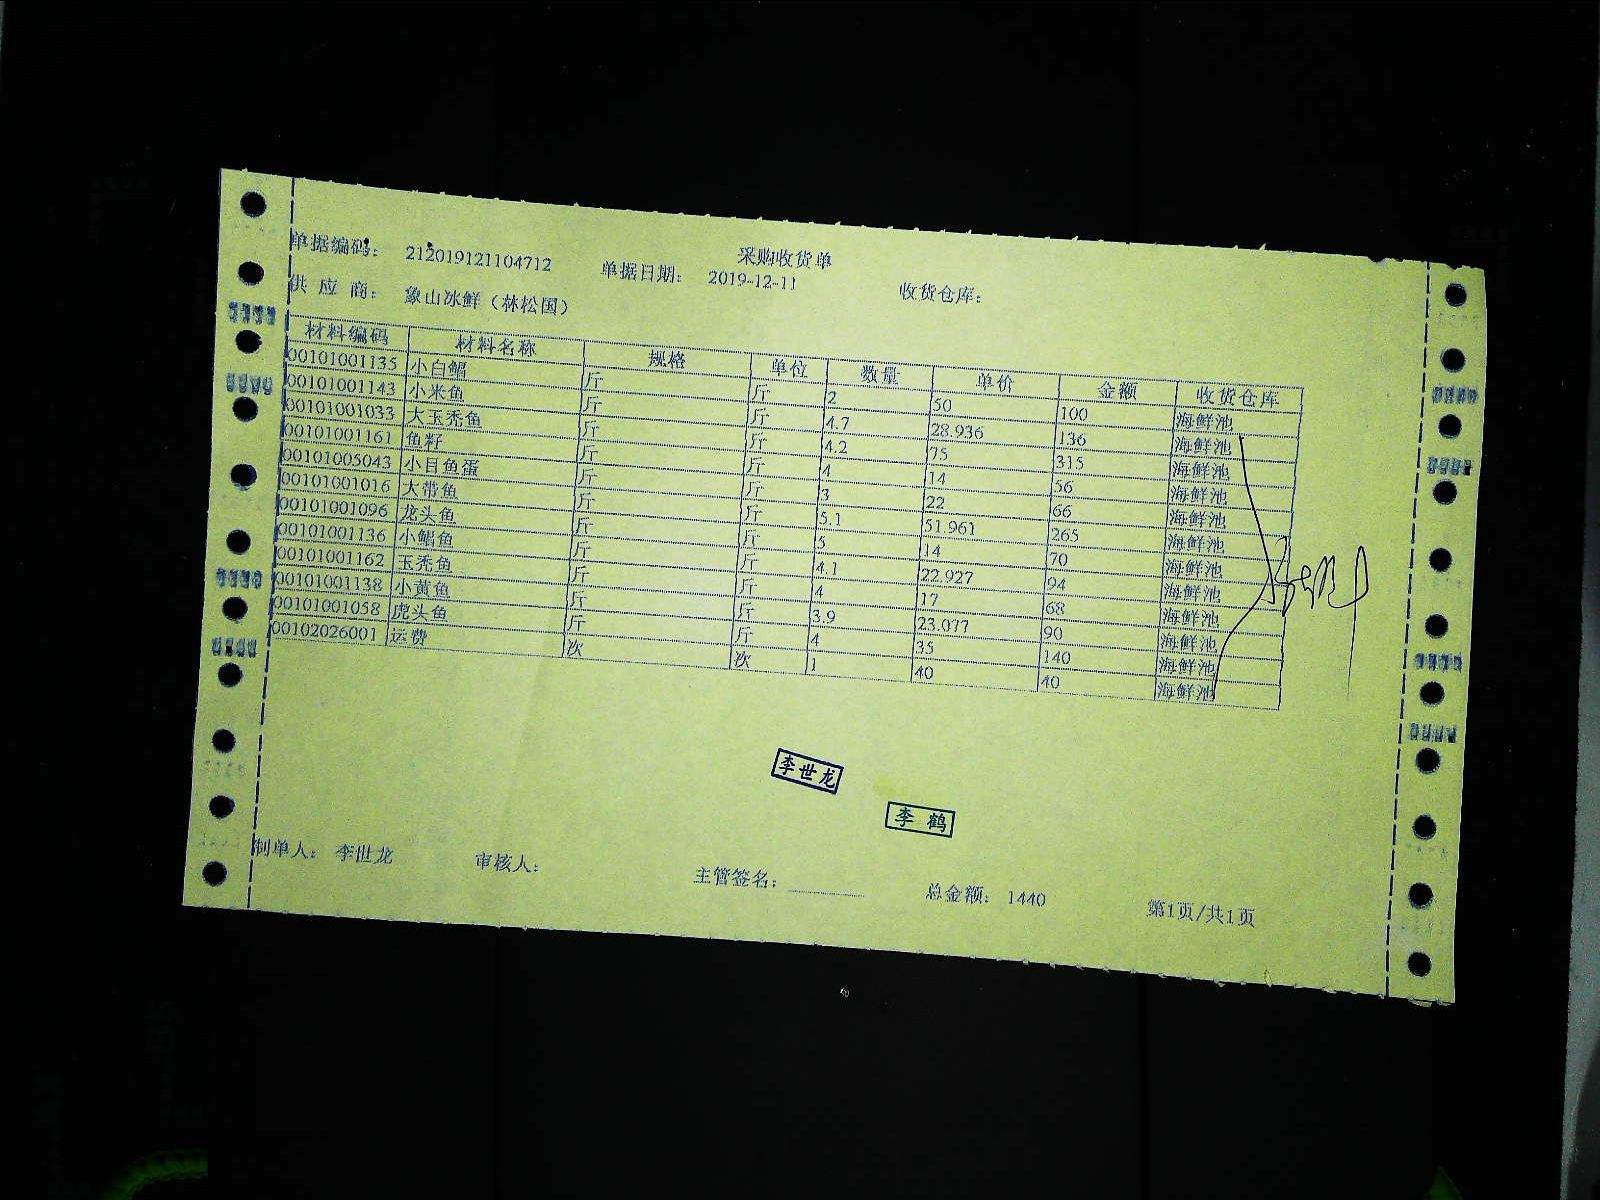 采购收货单
单据编码： 212019121104712 单据日期： 2019-12-11 收货仓库：
供 应 商： 象山冰鲜（林松国）
材料编码 材料名称 规格 单位 数量 单价 金额 收货仓库
00101001135 小白鲳 斤 斤 2 50 100 海鲜池
00101001143 小米鱼 斤 斤 4.7 28.936 136 海鲜池
00101001033 大玉秃鱼 斤 斤 4.2 75 315 海鲜池
00101001161 鱼籽 斤 斤 4 14 56 海鲜池
00101005043 小目鱼蛋 斤 斤 3 22 66 海鲜池
00101001016 大带鱼 斤 斤 5.1 51.961 265 海鲜池
00101001096 龙头鱼 斤 斤 5 14 70 海鲜池
00101001136 小鲳鱼 斤 斤 4.1 22.927 94 海鲜池
00101001162 玉秃鱼 斤 斤 4 17 68 海鲜池
00101001138 小黄鱼 斤 斤 3.9 23.077 90 海鲜池
00101001058 虎头鱼 斤 斤 4 35 140 海鲜池
00102026001 运费 次 次 1 40 40 海鲜池
李世龙
李鹤
制单人： 李世龙 审核人： 主管签名： 总金额： 1440 第1页/共1页